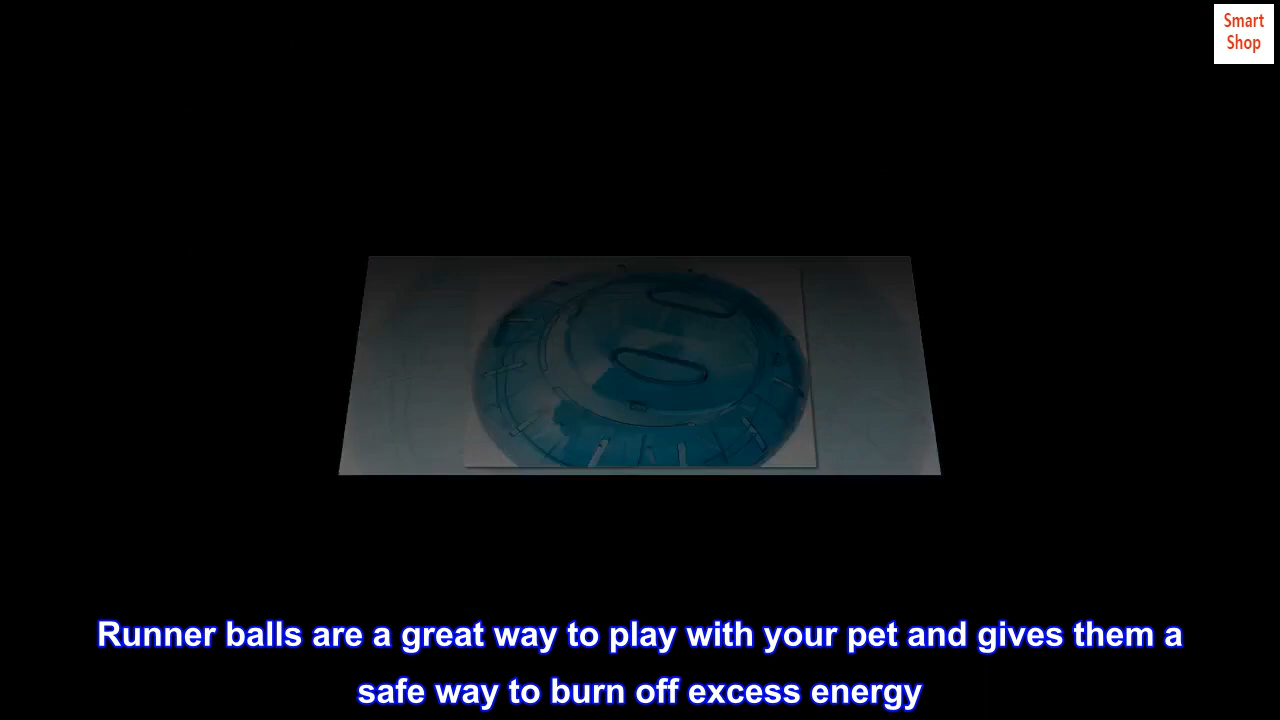 Smart
Shop
Runner balls are a great way to play with your pet and gives them a
safe way to burn off excess energy